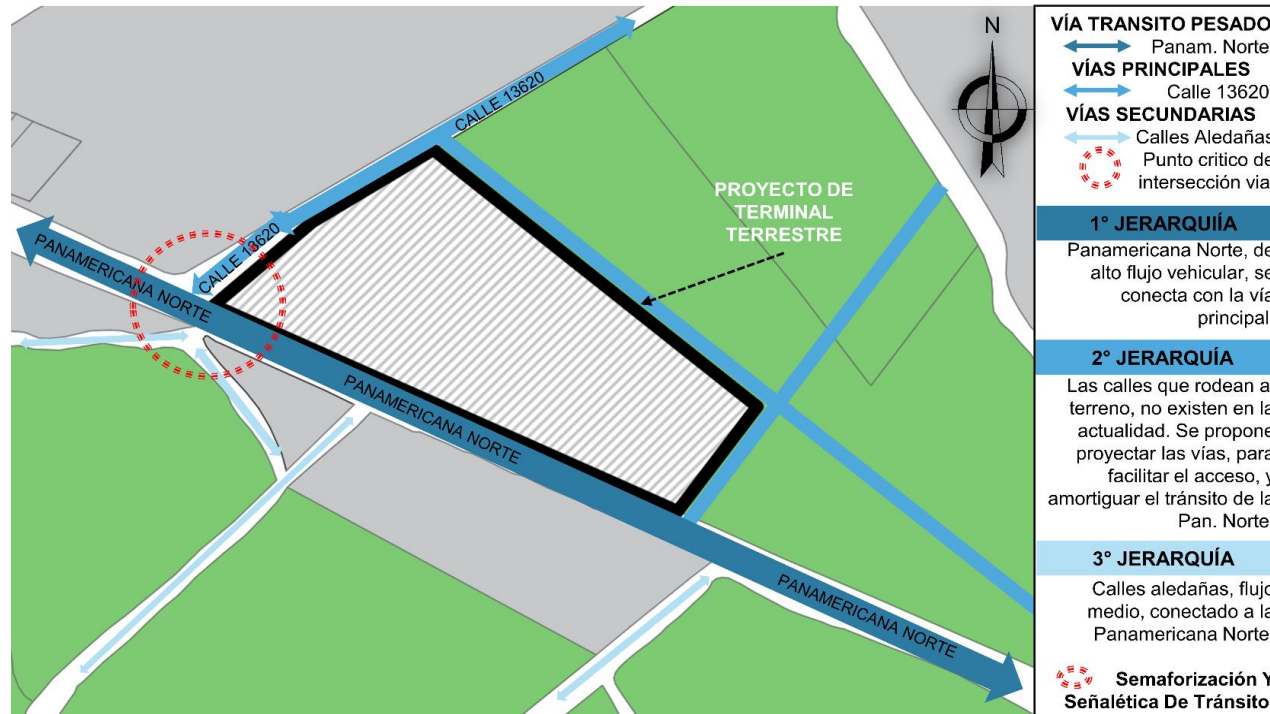 CALLE 13620
CALLE 13620
PANAMERICANA NORTE
PANAMERICANA NORTE
PANAMERICANA NORTE
PROYECTO DE
TERMINAL
TERRESTRE
N
VÍA TRANSITO PESADO
Panam. Norte
VÍAS PRINCIPALES
Calle 13620
VÍAS SECUNDARIAS
Calles Aledañas
Punto critico de
intersección via
1° JERARQUIÍA
Panamericana Norte, de
alto flujo vehicular, se
conecta con la vía
principal
2° JERARQUÍA
Las calles que rodean a
terreno, no existen en la
actualidad. Se propone
proyectar las vías, para
facilitar el acceso, y
amortiguar el tránsito de la
Pan. Norte
3° JERARQUÍA
Calles aledañas, flujo
medio, conectado a la
Panamericana Norte
Semaforización Y
Señalética De Tránsito